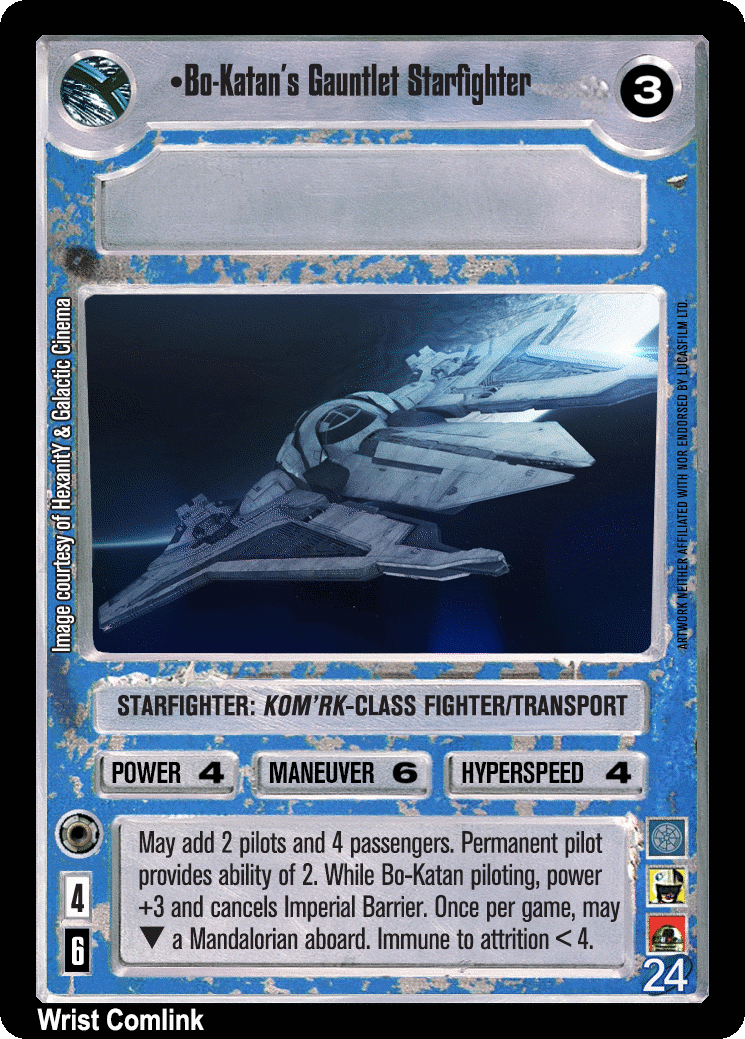 •Bo-Katan's Gauntlet Starfighter
3
Image courtesy of HexanitY & Galactic Cinema
ARTWORK NEITHER AFFILIATED WITH NOR ENDORSED BY LUCASFILM LTD.
STARFIGHTER: KOM'RK-CLASS FIGHTER/TRANSPORT
POWER 4
MANEUVER 6
HYPERSPEED 4
May add 2 pilots and 4 passengers. Permanent pilot
provides ability of 2. While Bo-Katan piloting, power
+3 and cancels Imperial Barrier. Once per game, may
▼ a Mandalorian aboard. Immune to attrition < 4.
4
6
24
Wrist Comlink